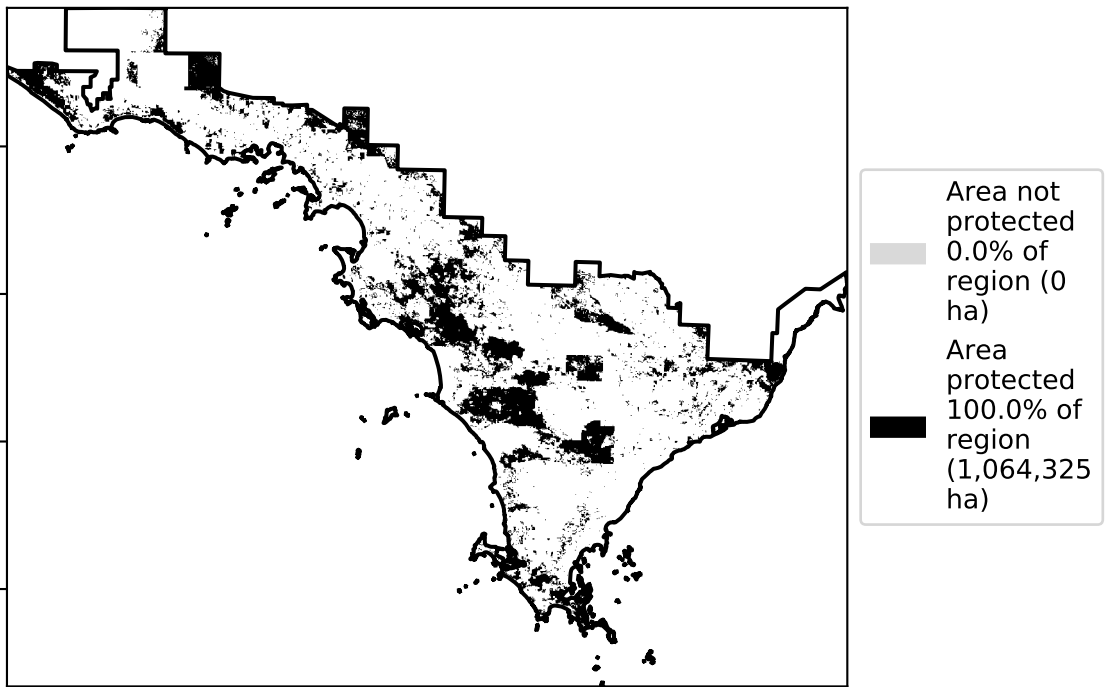 Area not
protected
0.0% of
region (0
ha)
Area
protected
100.0% of
region
(1,064,325
ha)